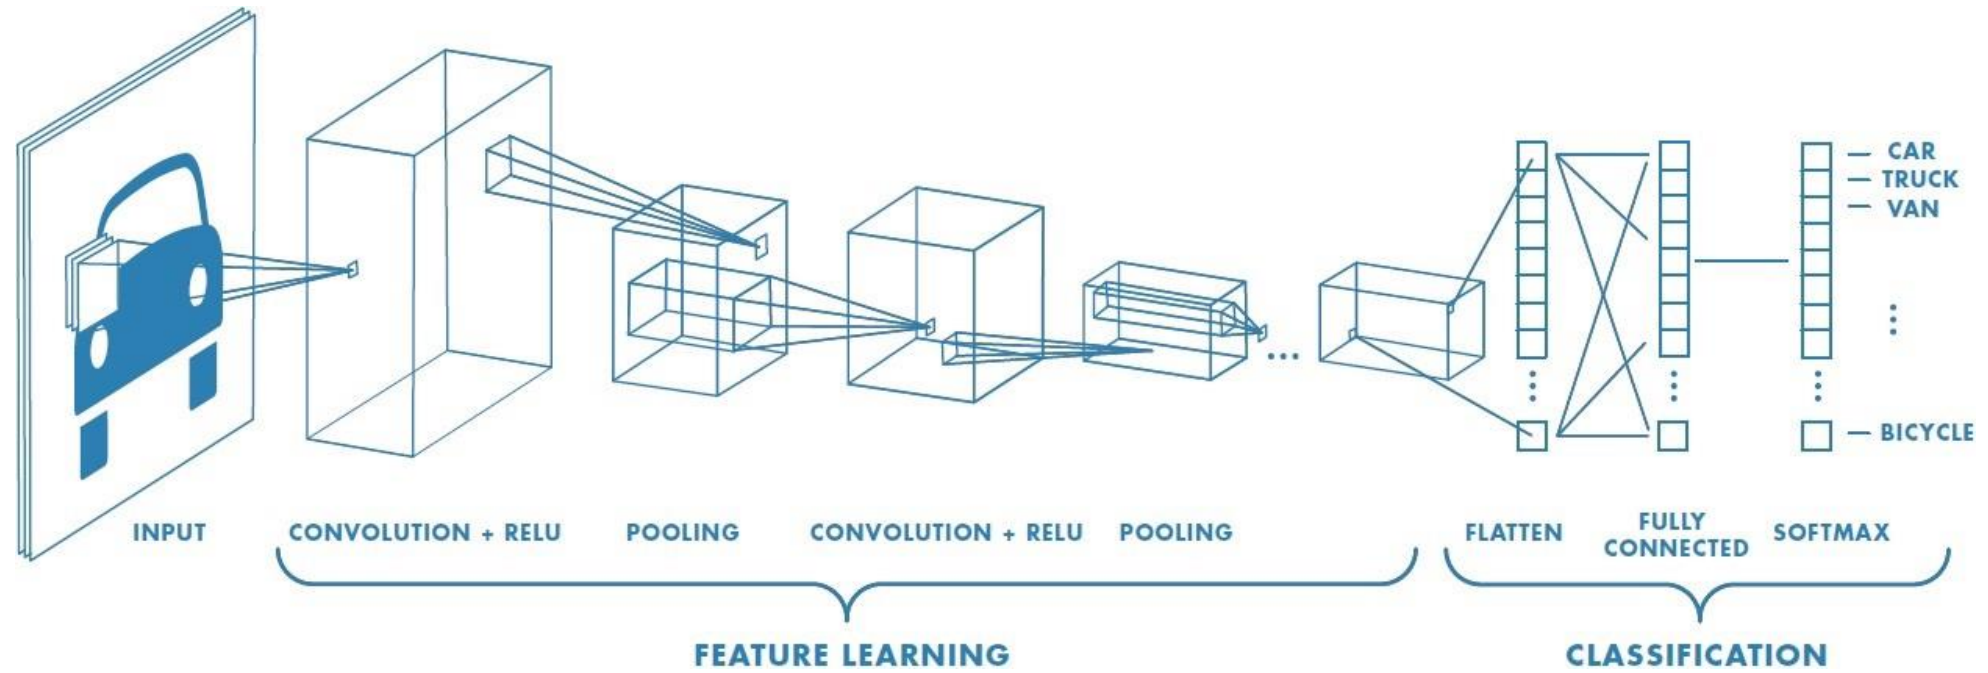 CAR
TRUCK
VAN
BICYCLE
INPUT
CONVOLUTION + RELU
POOLING
CONVOLUTION + RELU
POOLING
FLATTEN
FULLY
CONNECTED
SOFTMAX
FEATURE LEARNING
CLASSIFICATION